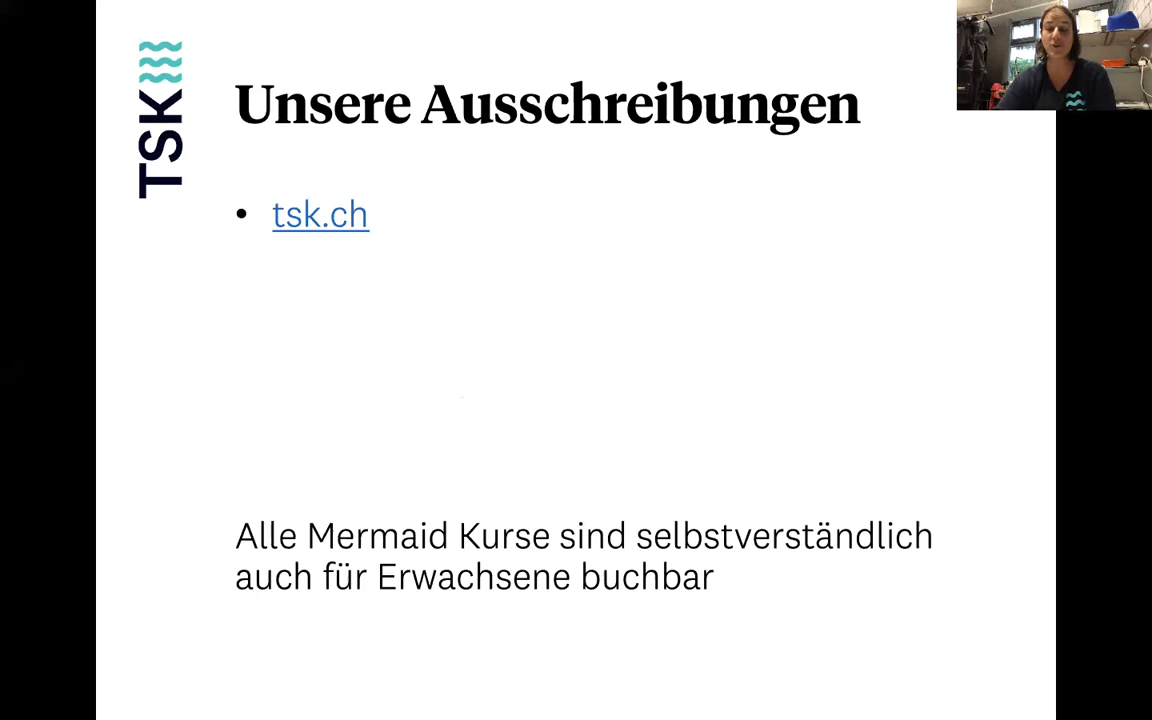 TSK
Unsere Ausschreibungen
• tsk.ch
Alle Mermaid Kurse sind selbstverständlich
auch für Erwachsene buchbar